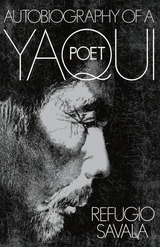 AUTOBIOGRAPHY OF A
YAQUI
POET
REFUGIO
SAVALA